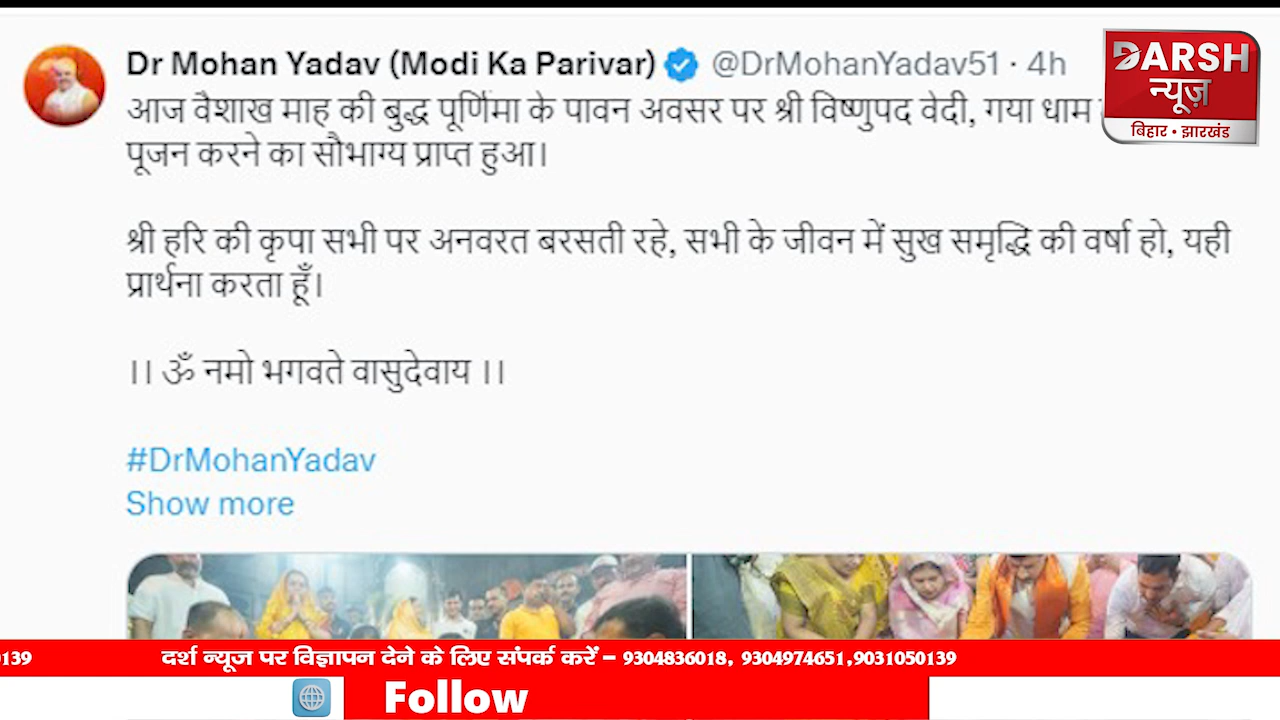 Dr Mohan Yadav (Modi Ka Parivar) @DrMohanYadav51 · 4h
DARSH
न्यूज़
बिहार • झारखंड
आज वैशाख माह की बुद्ध पूर्णिमा के पावन अवसर पर श्री विष्णुपद वेदी, गया धाम
पूजन करने का सौभाग्य प्राप्त हुआ।
श्री हरि की कृपा सभी पर अनवरत बरसती रहे, सभी के जीवन में सुख समृद्धि की वर्षा हो, यही
प्रार्थना करता हूँ।
।। ॐ नमो भगवते वासुदेवाय ।।
#DrMohanYadav
Show more
0139 दर्श न्यूज पर विज्ञापन देने के लिए संपर्क करें – 9304836018, 9304974651,9031050139
Follow